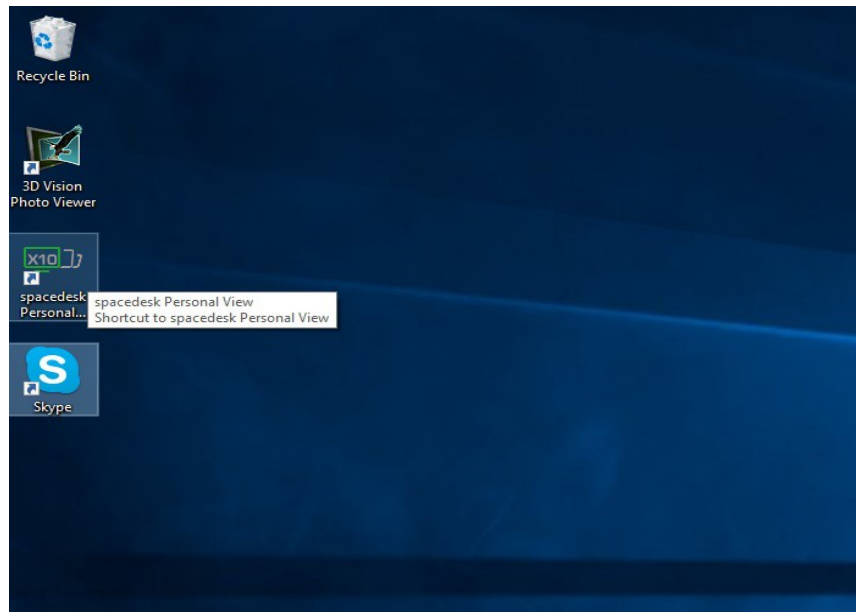 Recycle Bin
3D Vision
Photo Viewer
X10
spacedesk
Personal...
spacedesk Personal View
Shortcut to spacedesk Personal View
S
Skype